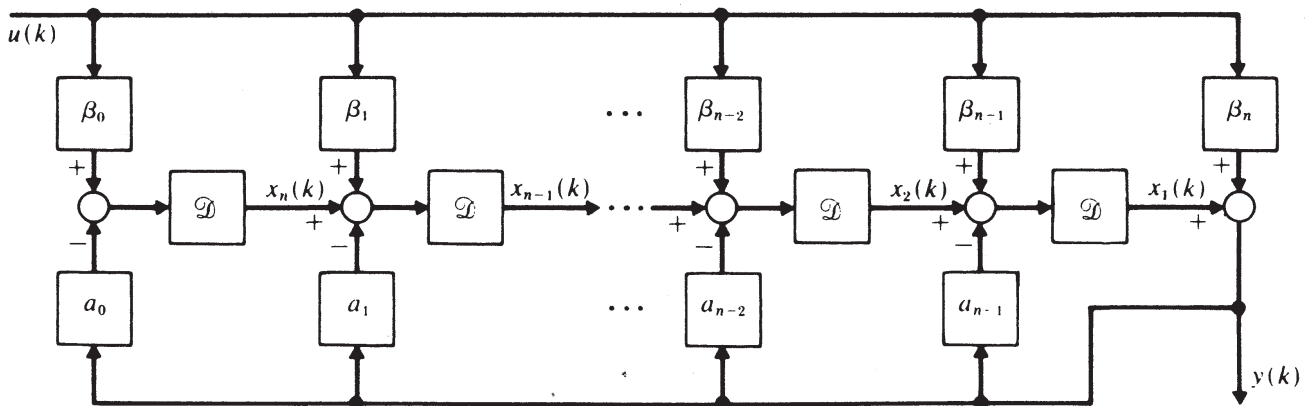 u(k)
β₀ β₁ ··· βₙ₋₂ βₙ₋₁ βₙ
+ + + + +
𝒟 xₙ(k) 𝒟 xₙ₋₁(k) ···· 𝒟 x₂(k) 𝒟 x₁(k)
+ + + +
− − − −
a₀ a₁ ··· aₙ₋₂ aₙ₋₁
y(k)